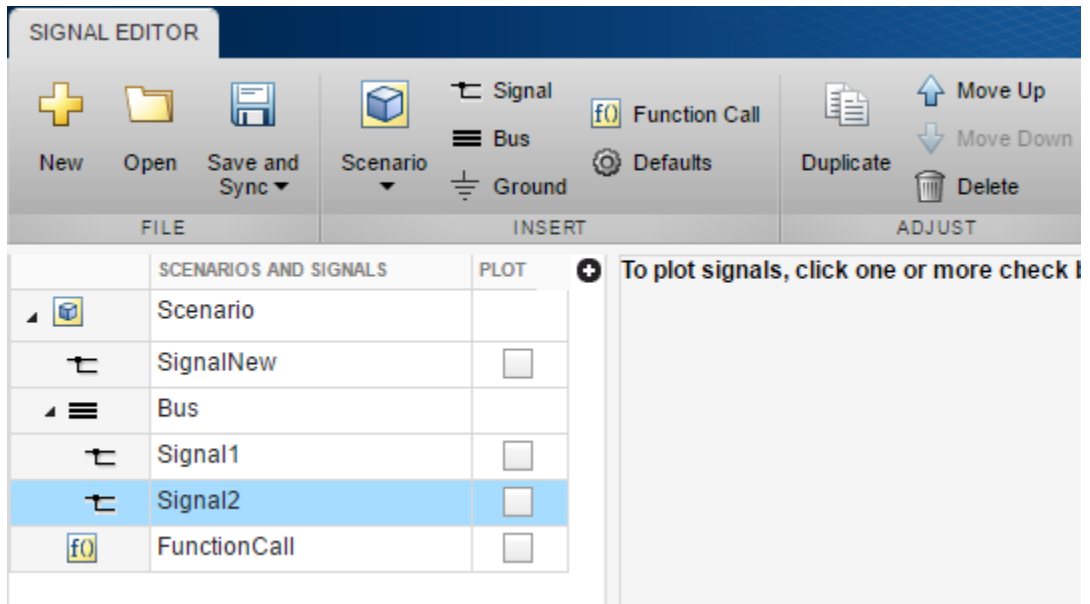 SIGNAL EDITOR
New
Open
Save and
Sync
Scenario
Signal
Bus
Ground
f()
Function Call
Defaults
Duplicate
Move Up
Move Down
Delete
FILE
INSERT
ADJUST
SCENARIOS AND SIGNALS
PLOT
To plot signals, click one or more check
Scenario
SignalNew
Bus
Signal1
Signal2
f()
FunctionCall